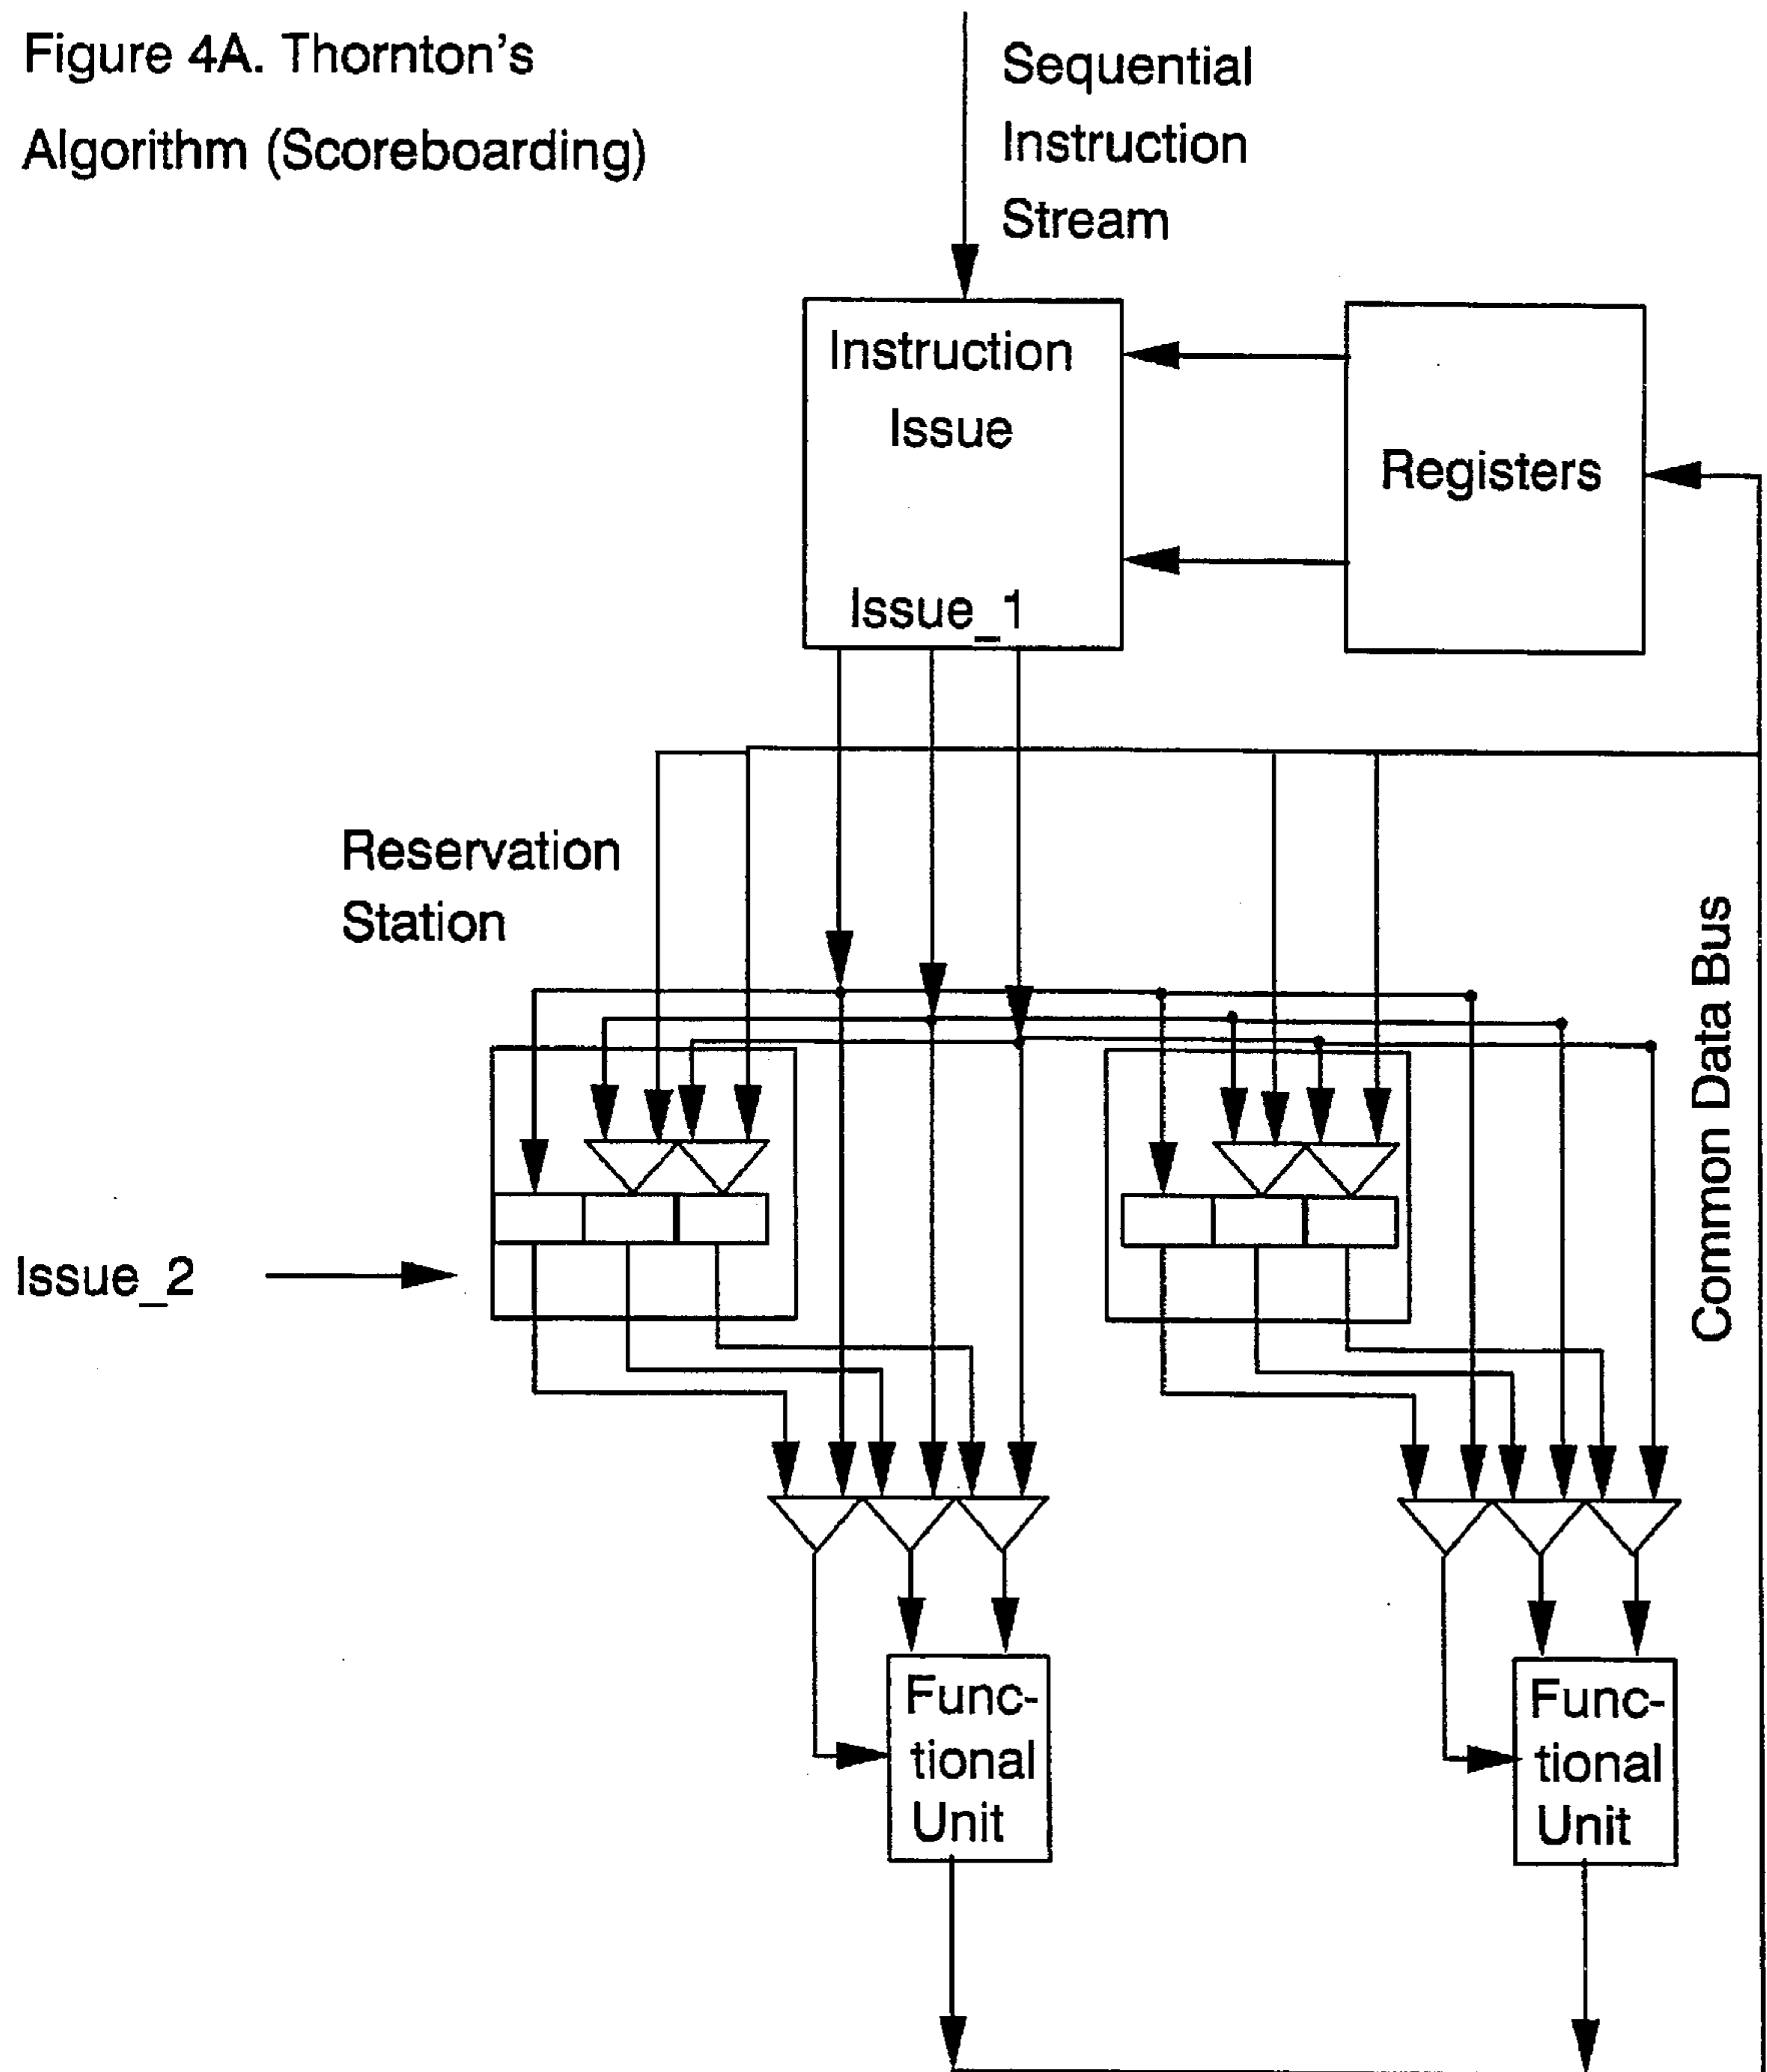 Figure 4A. Thornton's
Algorithm (Scoreboarding)
Sequential
Instruction
Stream
Instruction
Issue
Issue_1
Registers
Reservation
Station
Common Data Bus
Issue_2
Func-
tional
Unit
Func-
tional
Unit